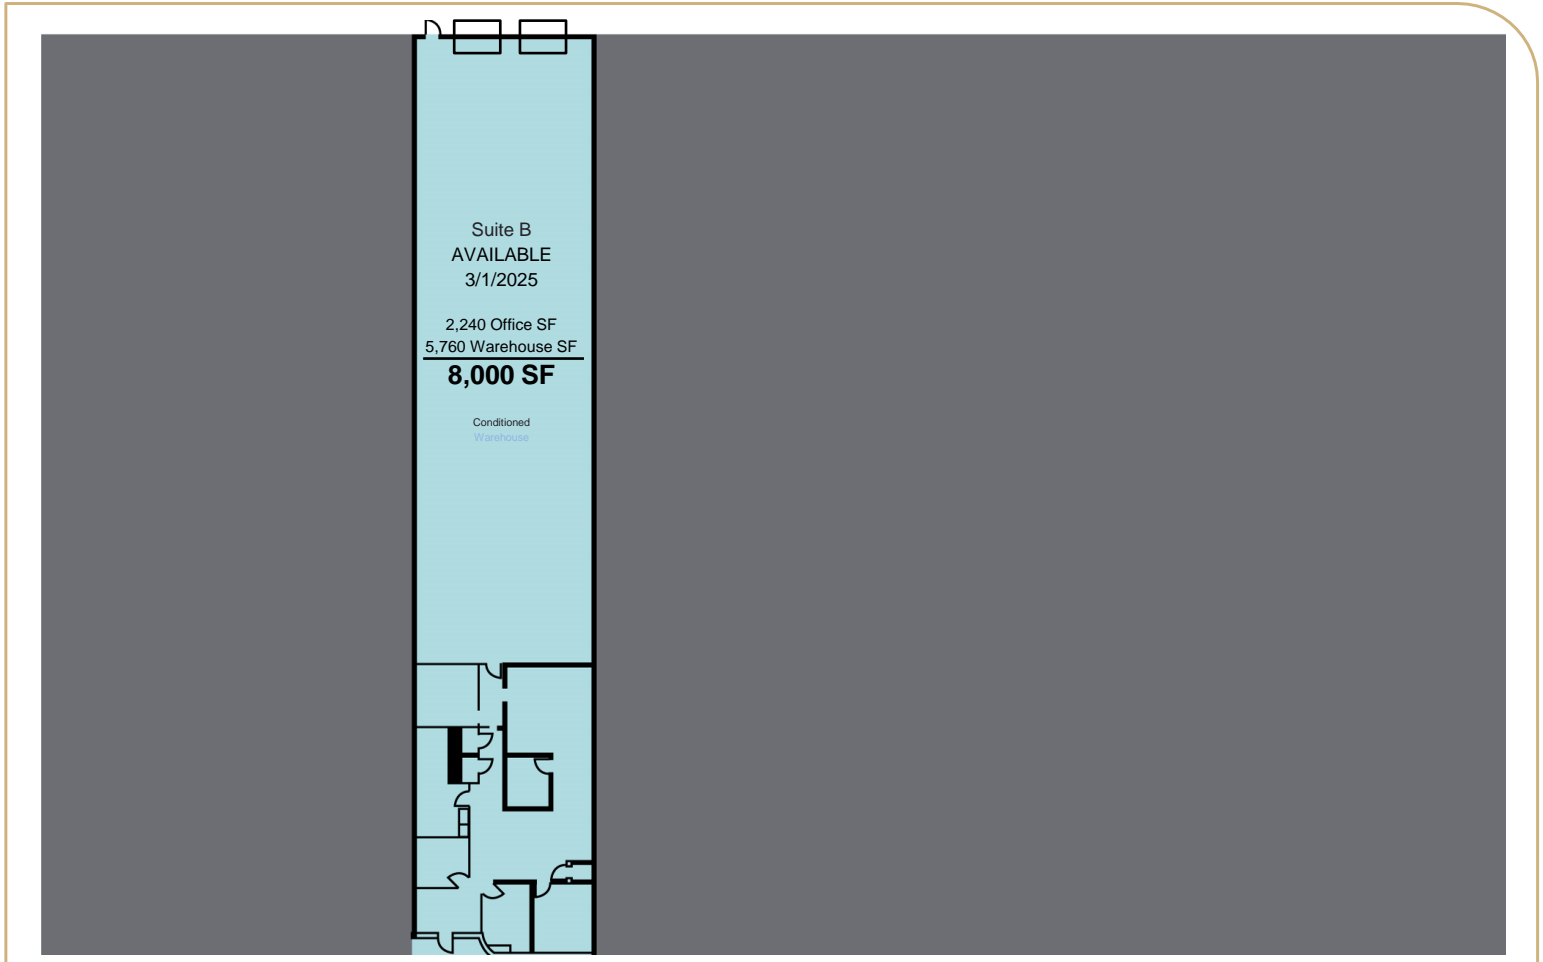 Suite B
AVAILABLE
3/1/2025
2,240 Office SF
5,760 Warehouse SF
8,000 SF
Conditioned
Warehouse